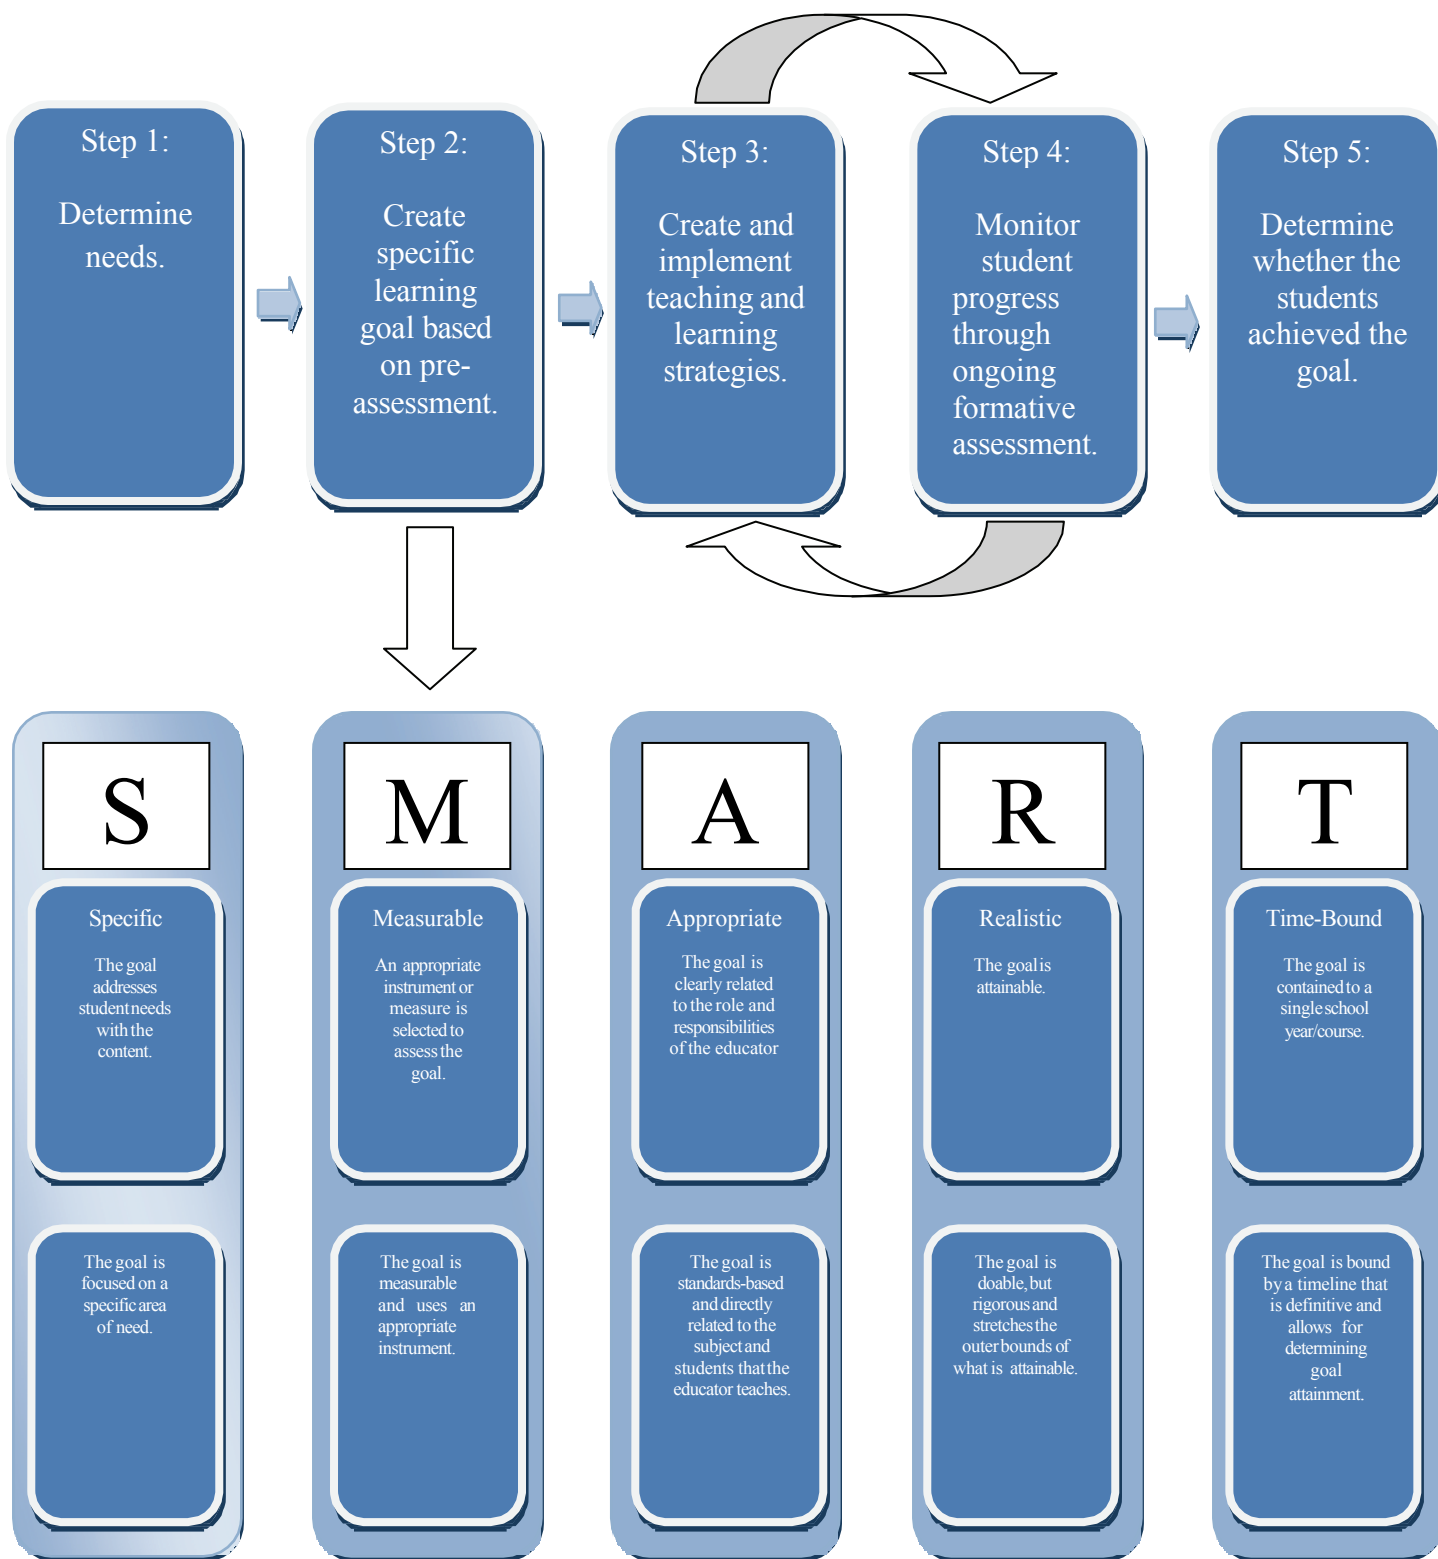 Step 1:
Determine
needs.
Step 2:
Create
specific
learning
goal based
on pre-
assessment.
Step 3:
Create and
implement
teaching and
learning
strategies.
Step 4:
Monitor
student
progress
through
ongoing
formative
assessment.
Step 5:
Determine
whether the
students
achieved the
goal.
S
Specific
The goal
addresses
student needs
with the
content.
The goal is
focused on a
specific area
of need.
M
Measurable
An appropriate
instrument or
measure is
selected to
assess the
goal.
The goal is
measurable
and uses an
appropriate
instrument.
A
Appropriate
The goal is
clearly related
to the role and
responsibilities
of the educator
The goal is
standards-based
and directly
related to the
subject and
students that the
educator teaches.
R
Realistic
The goal is
attainable.
The goal is
doable, but
rigorous and
stretches the
outer bounds of
what is attainable.
T
Time-Bound
The goal is
contained to a
single school
year/course.
The goal is bound
by a timeline that
is definitive and
allows for
determining
goal
attainment.